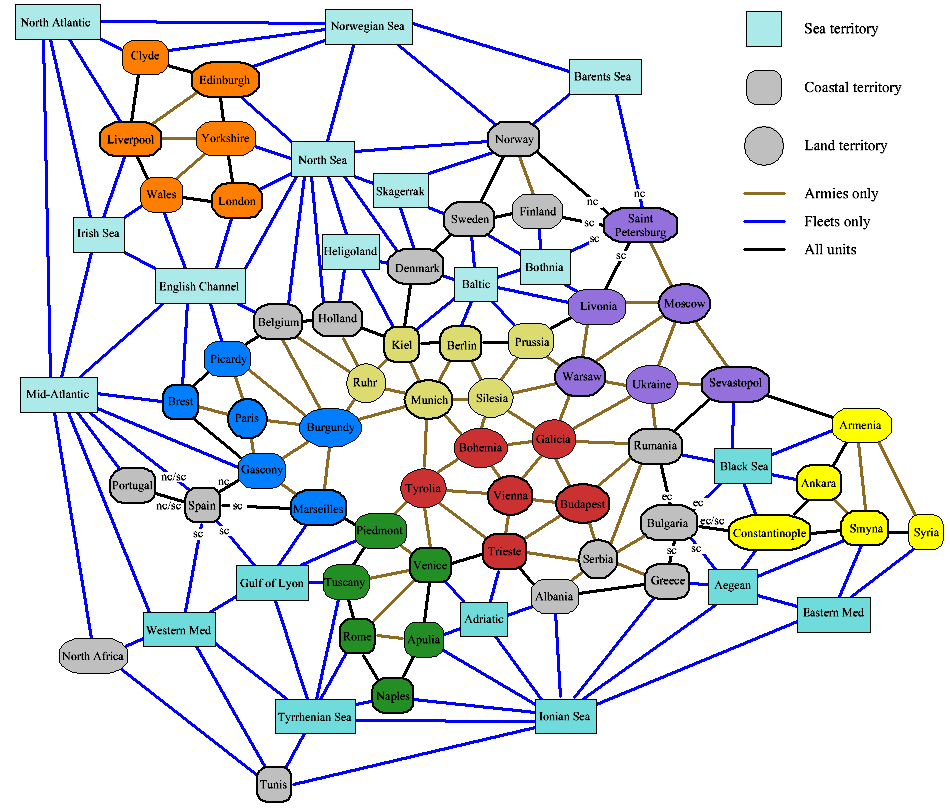 North Atlantic
Norwegian Sea
Sea territory
Clyde
Barents Sea
Edinburgh
Coastal territory
Liverpool
Yorkshire
Norway
Land territory
North Sea
Skagerrak
nc
Wales
London
nc
Armies only
Finland
Sweden
sc
Saint
Petersburg
Fleets only
Irish Sea
sc
Heligoland
sc
All units
Denmark
Bothnia
English Channel
Baltic
Livonia
Moscow
Belgium
Holland
Kiel
Berlin
Prussia
Picardy
Ruhr
Warsaw
Ukraine
Sevastopol
Mid-Atlantic
Brest
Munich
Silesia
Paris
Burgundy
Armenia
Bohemia
Galicia
Rumania
Gascony
Black Sea
nc/sc
nc
Portugal
Tyrolia
Vienna
Ankara
nc/sc
Spain
sc
Marseilles
Budapest
ec
ec
sc
sc
Piedmont
Bulgaria
ec/sc
Constantinople
Smyna
Syria
sc
sc
Trieste
Serbia
Venice
Gulf of Lyon
Tuscany
Greece
Aegean
Albania
Western Med
Adriatic
Eastern Med
Rome
Apulia
North Africa
Naples
Tyrrhenian Sea
Ionian Sea
Tunis